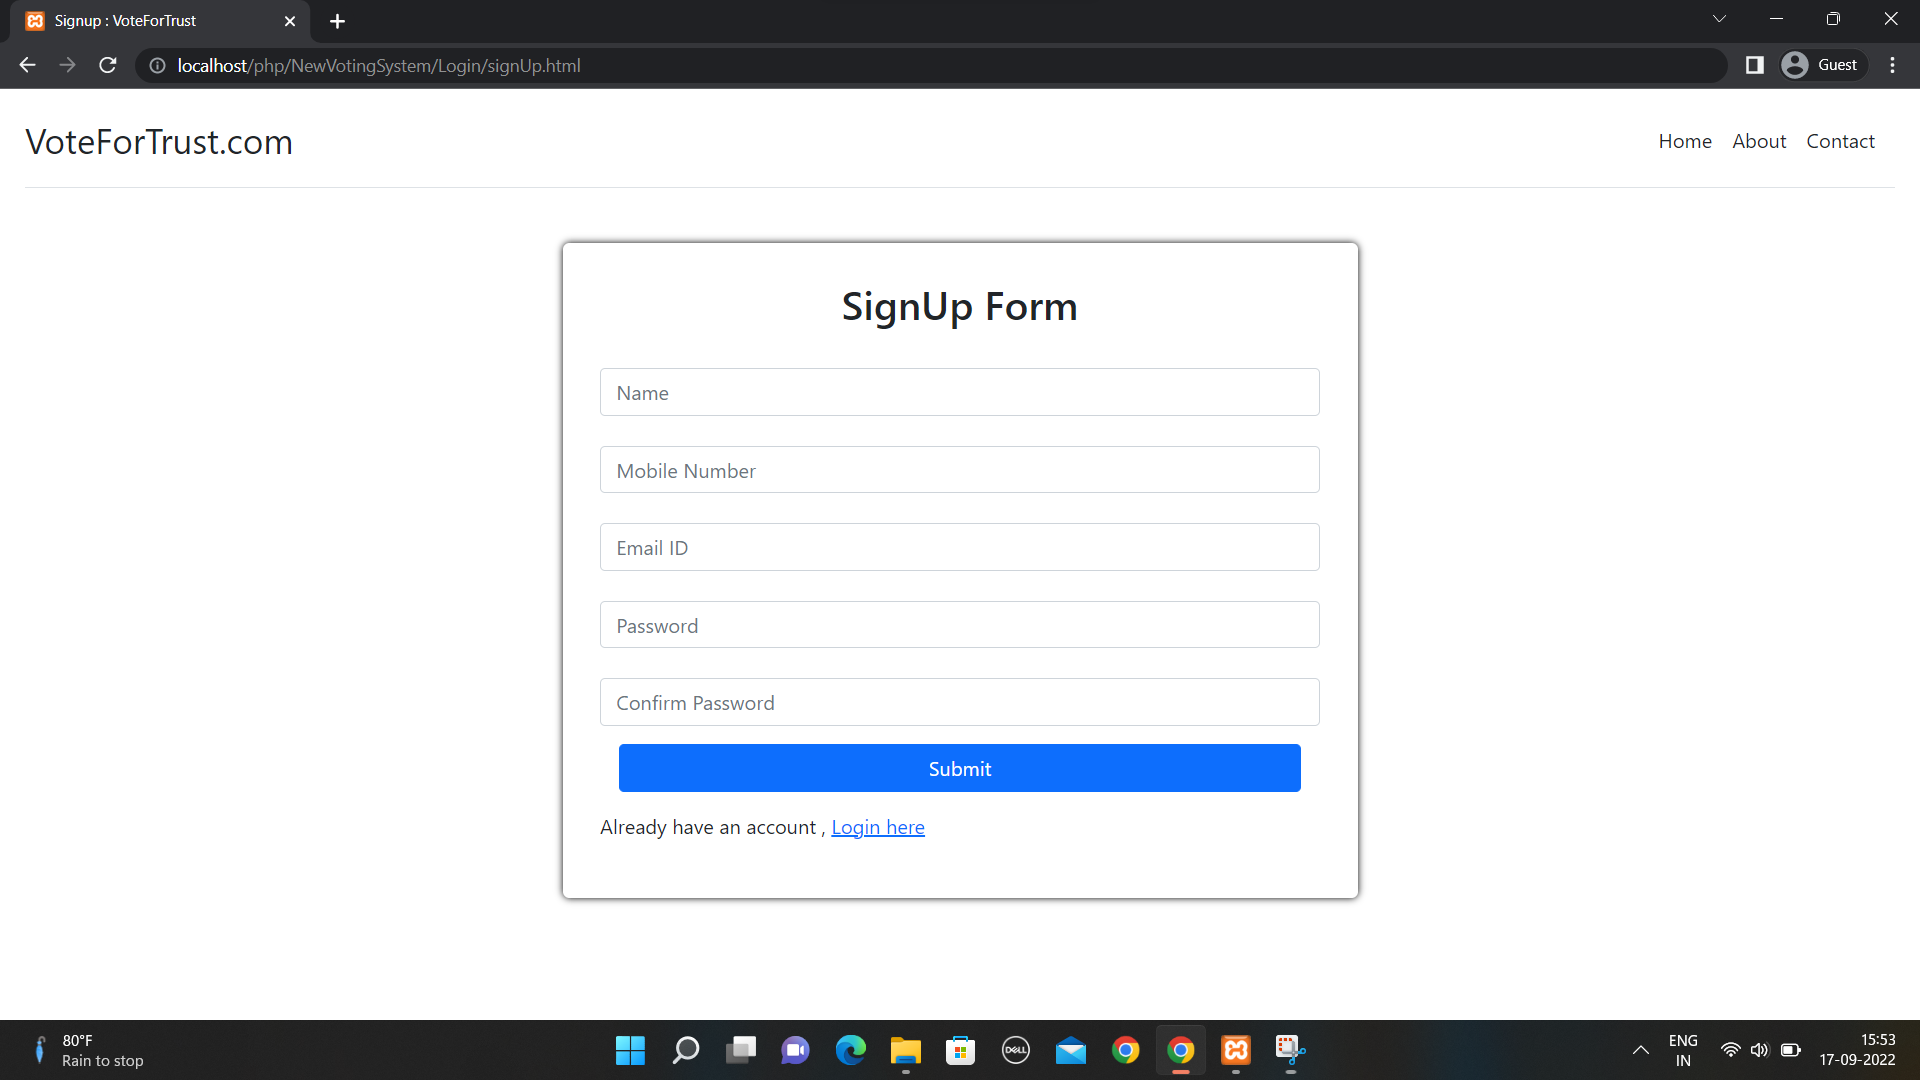 Signup : VoteForTrust
localhost/php/NewVotingSystem/Login/signUp.html
Guest
VoteForTrust.com
Home About Contact
SignUp Form
Name
Mobile Number
Email ID
Password
Confirm Password
Submit
Already have an account , Login here
80°F
Rain to stop
DELL
ENG
IN
15:53
17-09-2022